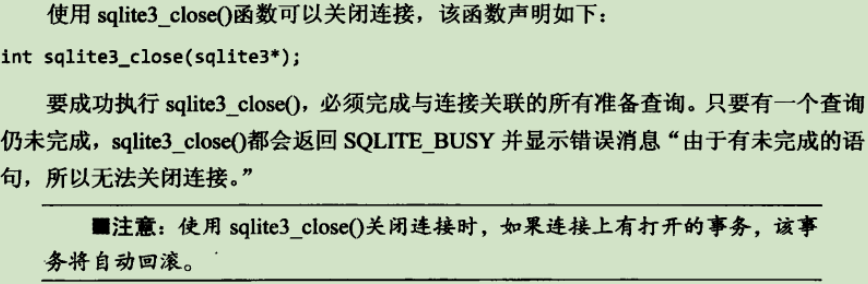 使用 sqlite3_close()函数可以关闭连接，该函数声明如下：
int sqlite3_close(sqlite3*);
要成功执行 sqlite3_close()，必须完成与连接关联的所有准备查询。只要有一个查询
仍未完成，sqlite3_close()都会返回 SQLITE_BUSY 并显示错误消息“由于有未完成的语
句，所以无法关闭连接。”
■注意：使用 sqlite3_close()关闭连接时，如果连接上有打开的事务，该事
务将自动回滚。